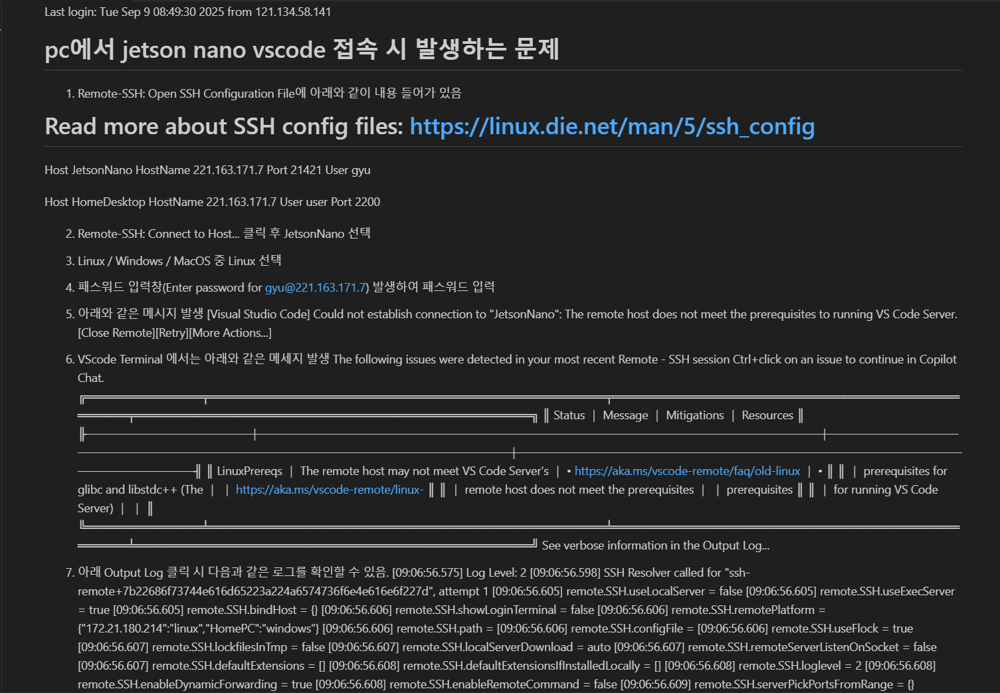 Last login: Tue Sep 9 08:49:30 2025 from 121.134.58.141
pc에서 jetson nano vscode 접속 시 발생하는 문제
1. Remote-SSH: Open SSH Configuration File에 아래와 같이 내용 들어가 있음
Read more about SSH config files: https://linux.die.net/man/5/ssh_config
Host JetsonNano HostName 221.163.171.7 Port 21421 User gyu
Host HomeDesktop HostName 221.163.171.7 User user Port 2200
2. Remote-SSH: Connect to Host... 클릭 후 JetsonNano 선택
3. Linux / Windows / MacOS 중 Linux 선택
4. 패스워드 입력창(Enter password for gyu@221.163.171.7) 발생하여 패스워드 입력
5. 아래와 같은 메시지 발생 [Visual Studio Code] Could not establish connection to "JetsonNano": The remote host does not meet the prerequisites to running VS Code Server.
[Close Remote][Retry][More Actions...]
6. VScode Terminal 에서는 아래와 같은 메세지 발생 The following issues were detected in your most recent Remote - SSH session Ctrl+click on an issue to continue in Copilot
Chat.
║ Status | Message | Mitigations | Resources ║
║ LinuxPrereqs | The remote host may not meet VS Code Server's | • https://aka.ms/vscode-remote/faq/old-linux | • ║ ║ | prerequisites for
glibc and libstdc++ (The | | https://aka.ms/vscode-remote/linux- ║ ║ | remote host does not meet the prerequisites | | prerequisites ║ ║ | for running VS Code
Server) | | ║
See verbose information in the Output Log...
7. 아래 Output Log 클릭 시 다음과 같은 로그를 확인할 수 있음. [09:06:56.575] Log Level: 2 [09:06:56.598] SSH Resolver called for "ssh-
remote+7b22686f73744e616d65223a224a6574736f6e4e616e6f227d", attempt 1 [09:06:56.605] remote.SSH.useLocalServer = false [09:06:56.605] remote.SSH.useExecServer
= true [09:06:56.605] remote.SSH.bindHost = {} [09:06:56.606] remote.SSH.showLoginTerminal = false [09:06:56.606] remote.SSH.remotePlatform =
{"172.21.180.214":"linux","HomePC":"windows"} [09:06:56.606] remote.SSH.path = [09:06:56.606] remote.SSH.configFile = [09:06:56.606] remote.SSH.useFlock = true
[09:06:56.607] remote.SSH.lockfilesInTmp = false [09:06:56.607] remote.SSH.localServerDownload = auto [09:06:56.607] remote.SSH.remoteServerListenOnSocket = false
[09:06:56.607] remote.SSH.defaultExtensions = [] [09:06:56.608] remote.SSH.defaultExtensionsIfInstalledLocally = [] [09:06:56.608] remote.SSH.loglevel = 2 [09:06:56.608]
remote.SSH.enableDynamicForwarding = true [09:06:56.608] remote.SSH.enableRemoteCommand = false [09:06:56.609] remote.SSH.serverPickPortsFromRange = {}